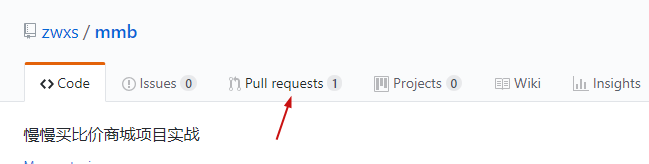 zwxs / mmb
Code Issues 0 Pull requests 1 Projects 0 Wiki Insights
慢慢买比价商城项目实战